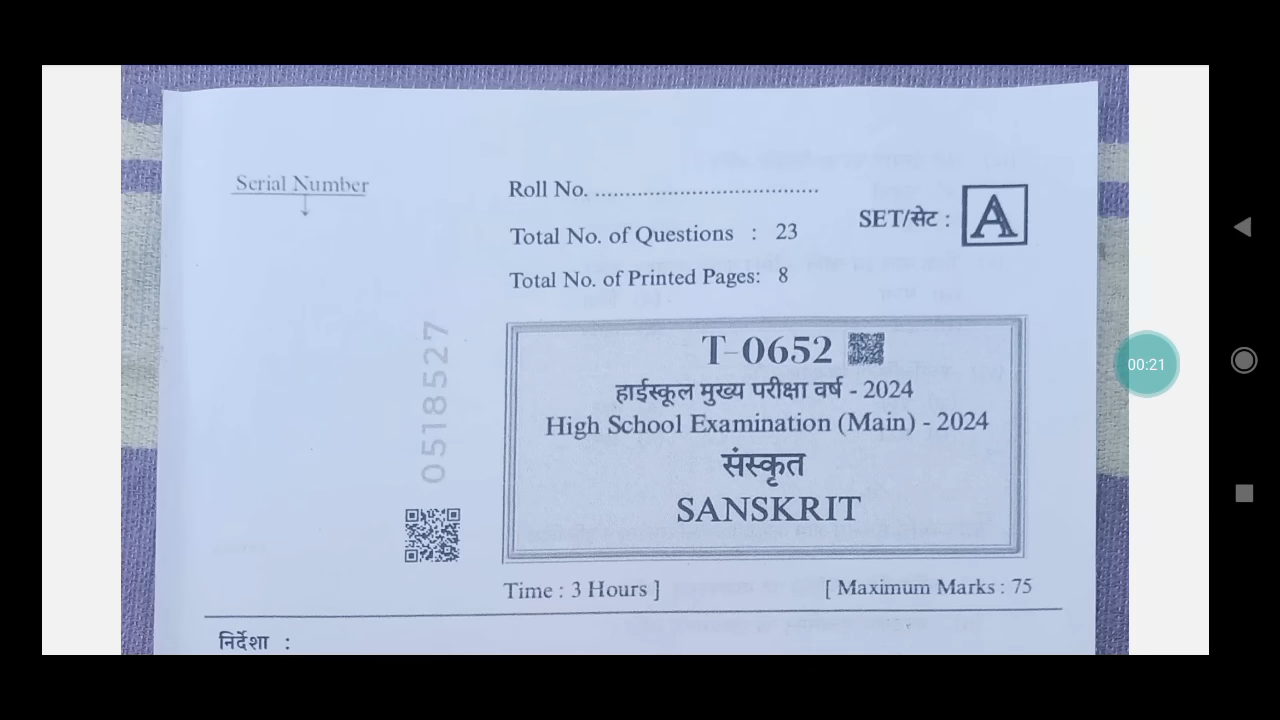 Serial Number
Roll No. .....................................
Total No. of Questions : 23
SET/सेट : A
Total No. of Printed Pages: 8
0518527
T-0652
हाईस्कूल मुख्य परीक्षा वर्ष - 2024
High School Examination (Main) - 2024
संस्कृत
SANSKRIT
Time : 3 Hours ]
[ Maximum Marks : 75
निर्देशा :
00:21